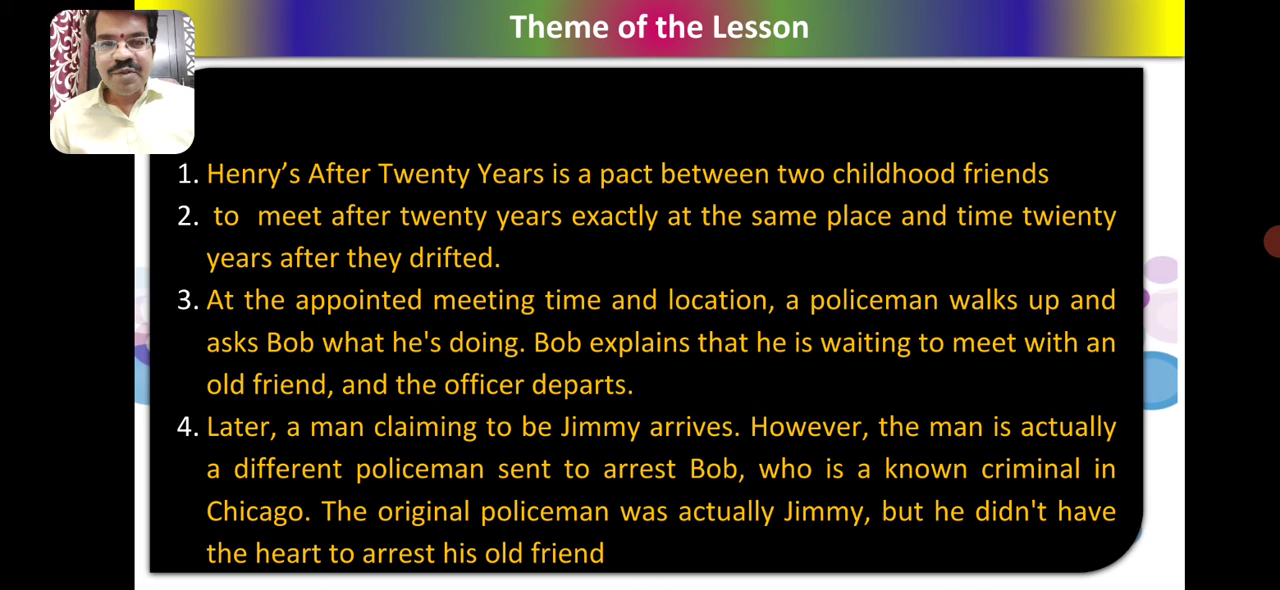 Theme of the Lesson
1. Henry’s After Twenty Years is a pact between two childhood friends
2. to meet after twenty years exactly at the same place and time twienty
years after they drifted.
3. At the appointed meeting time and location, a policeman walks up and
asks Bob what he's doing. Bob explains that he is waiting to meet with an
old friend, and the officer departs.
4. Later, a man claiming to be Jimmy arrives. However, the man is actually
a different policeman sent to arrest Bob, who is a known criminal in
Chicago. The original policeman was actually Jimmy, but he didn't have
the heart to arrest his old friend